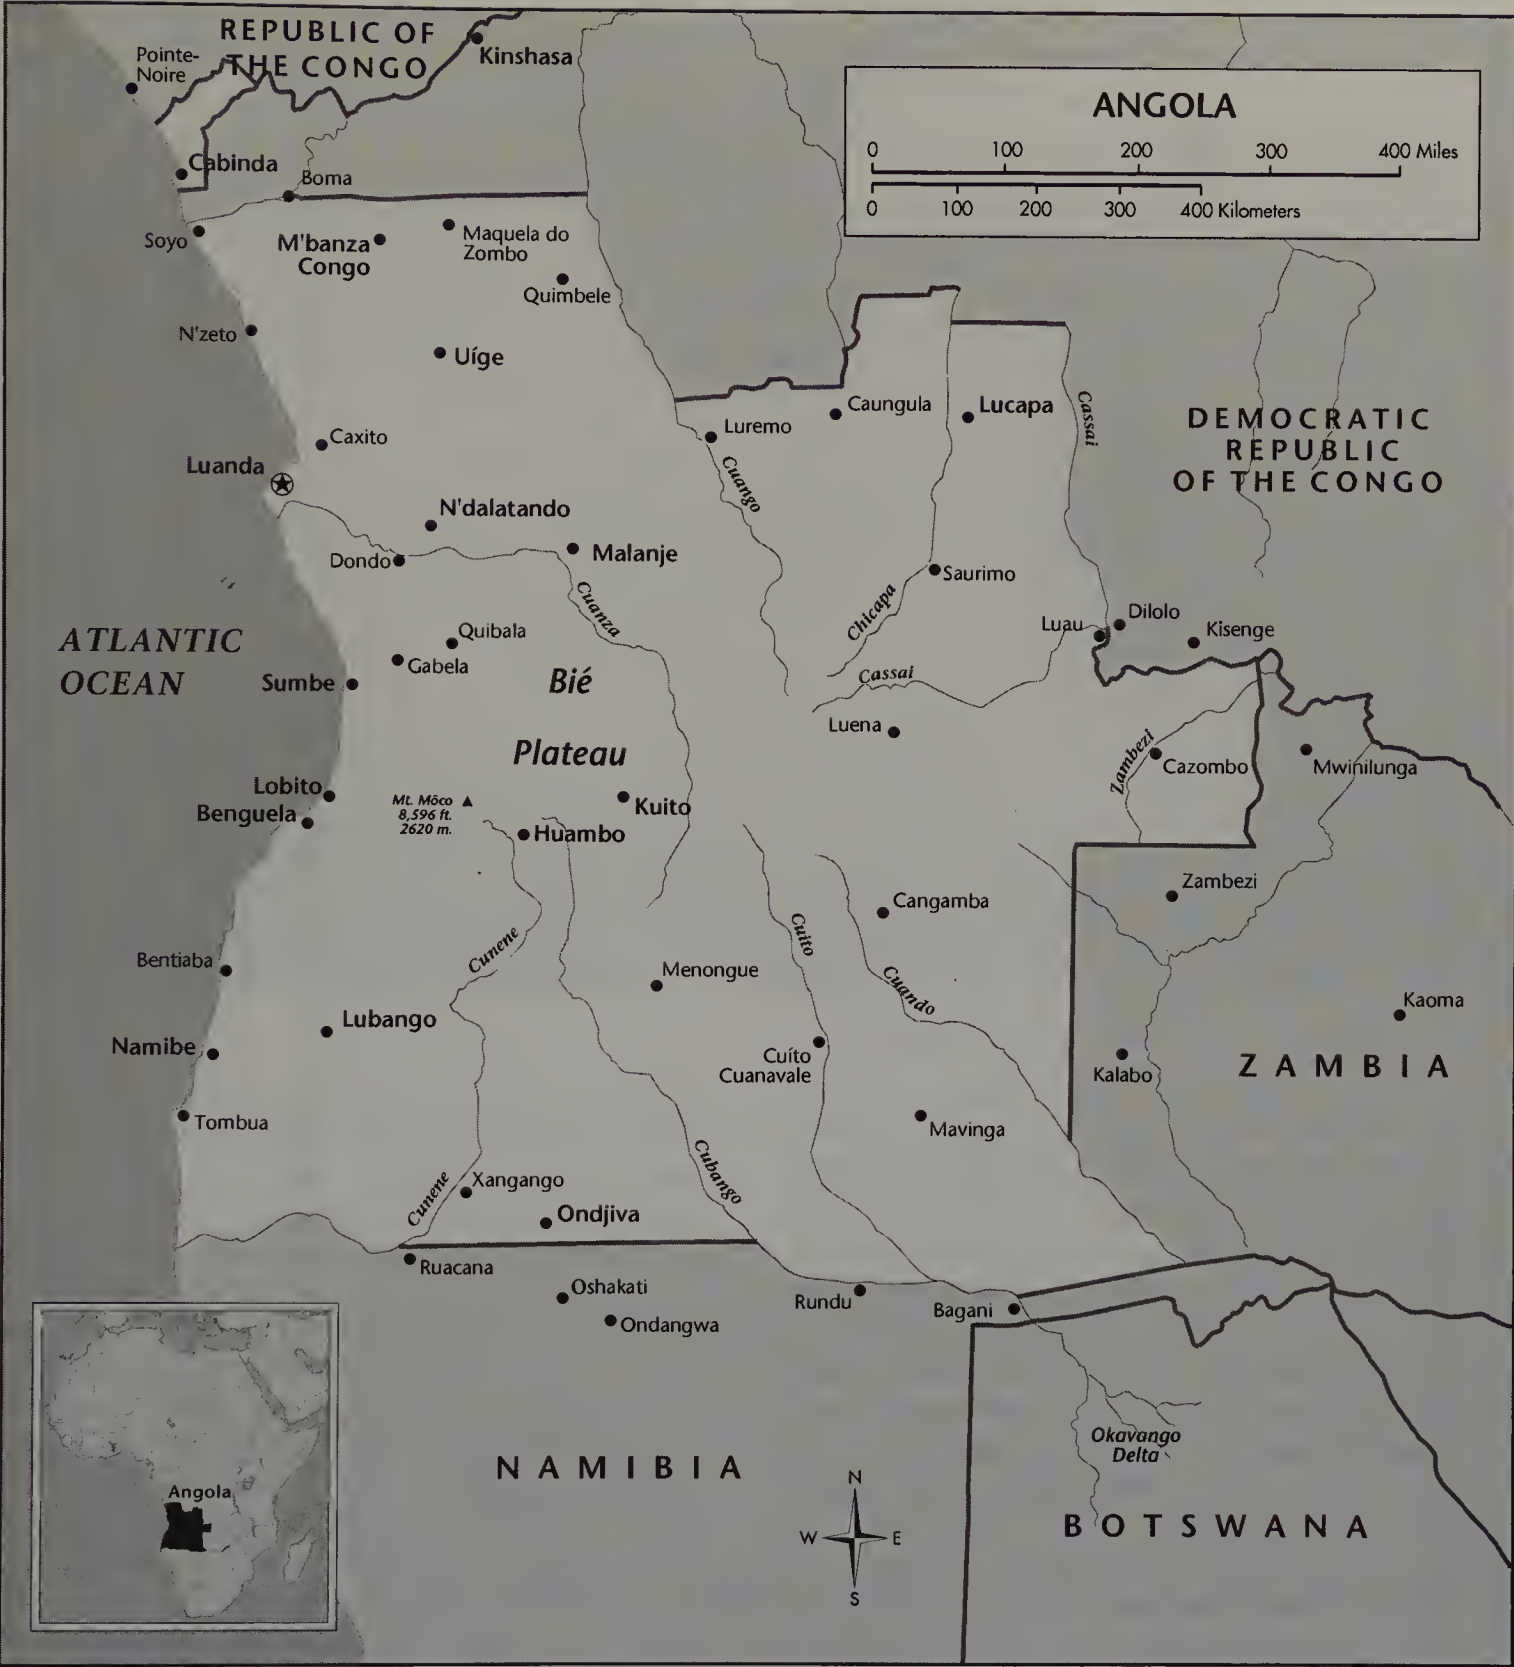 REPUBLIC OF
THE CONGO
Pointe-
Noire
Kinshasa
ANGOLA
0 100 200 300 400 Miles
0 100 200 300 400 Kilometers
Cabinda
Boma
Soyo
M'banza
Congo
Maquela do
Zombo
Quimbele
N'zeto
Uíge
Caungula
Lucapa
Cassai
Luremo
DEMOCRATIC
REPUBLIC
OF THE CONGO
Caxito
Luanda
Cuango
N'dalatando
Dondo
Malanje
Saurimo
Cuanza
Chicapa
Luau
Dilolo
Kisenge
ATLANTIC
OCEAN
Quibala
Gabela
Sumbe
Bié
Plateau
Cassai
Luena
Zambezi
Cazombo
Mwinilunga
Lobito
Benguela
Mt. Môco
8,596 ft.
2620 m.
Kuito
Huambo
Zambezi
Cangamba
Cuito
Cunene
Bentiaba
Menongue
Cuando
Kaoma
Lubango
Namibe
Cuíto
Cuanavale
Kalabo
ZAMBIA
Tombua
Mavinga
Cubango
Xangango
Cunene
Ondjiva
Ruacana
Oshakati
Ondangwa
Rundu
Bagani
Okavango
Delta
NAMIBIA
BOTSWANA
N
W E
S
Angola